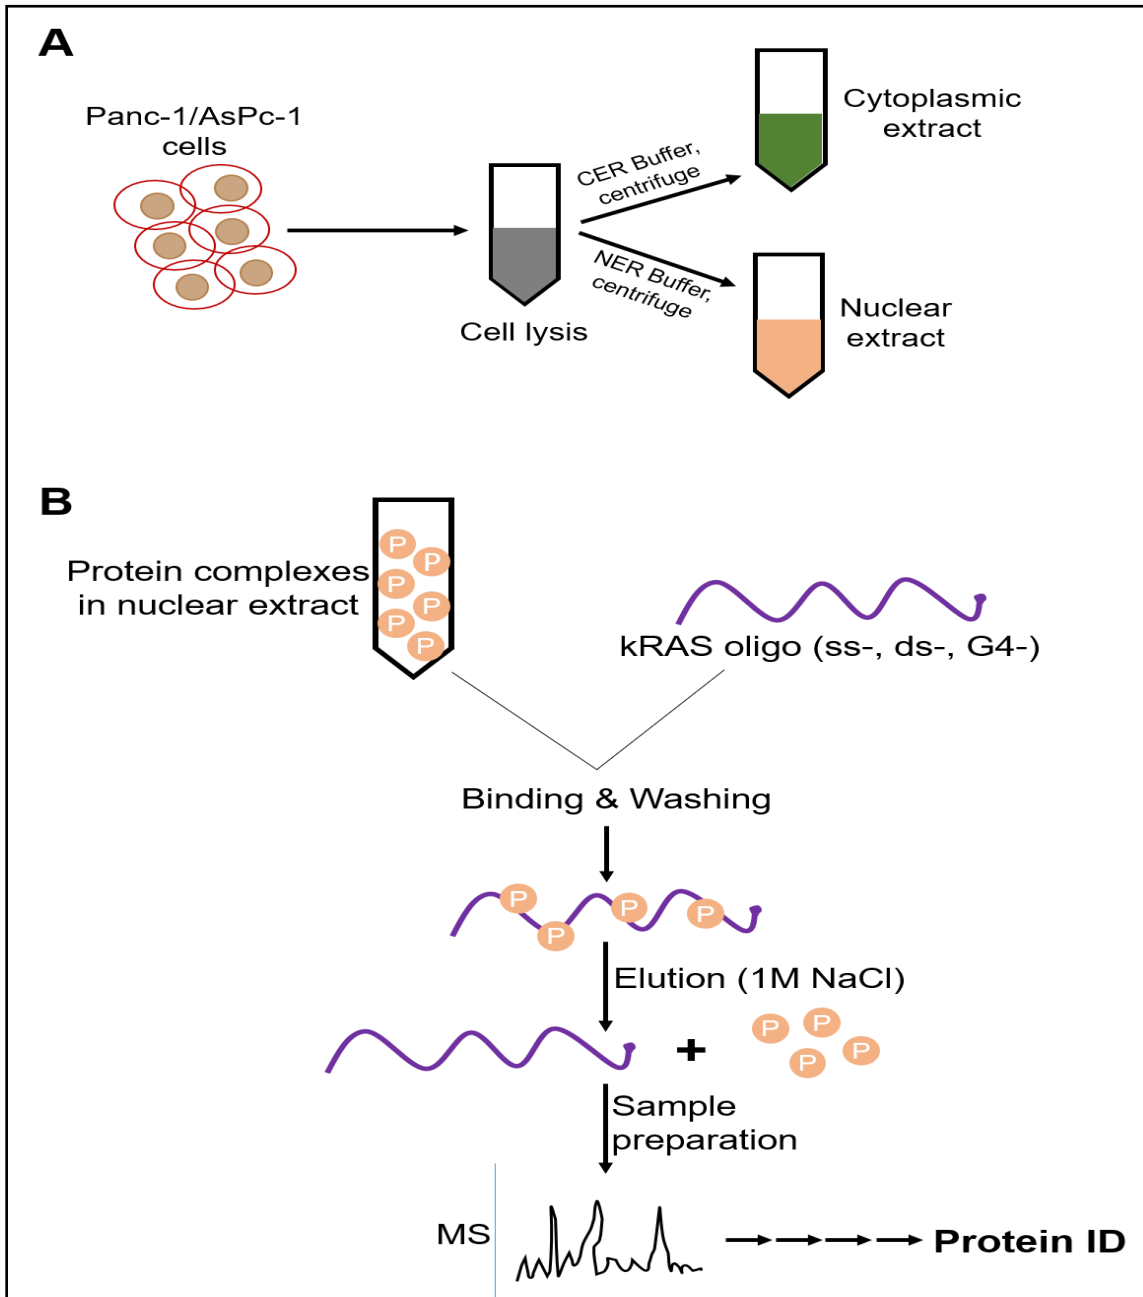 A
Panc-1/AsPc-1
cells
Cell lysis
CER Buffer,
centrifuge
NER Buffer,
centrifuge
Cytoplasmic
extract
Nuclear
extract
B
Protein complexes
in nuclear extract
P
P
P
P
P
P
P
kRAS oligo (ss-, ds-, G4-)
Binding & Washing
P
P
P
P
Elution (1M NaCl)
+
P
P
P
P
Sample
preparation
MS
Protein ID